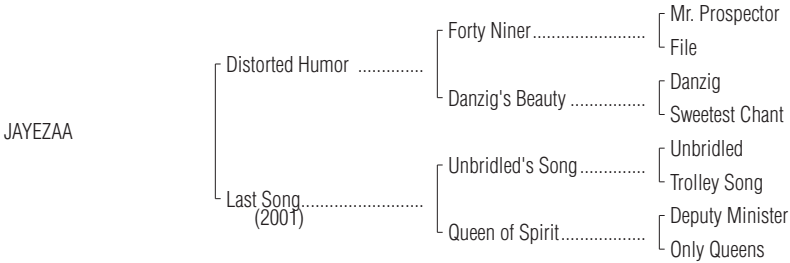 Mr. Prospector
Forty Niner........................
File
Distorted Humor ..............
Danzig
Danzig's Beauty ................
Sweetest Chant
JAYEZAA
Unbridled
Unbridled's Song..............
Trolley Song
Last Song..........................
(2001)
Deputy Minister
Queen of Spirit..................
Only Queens